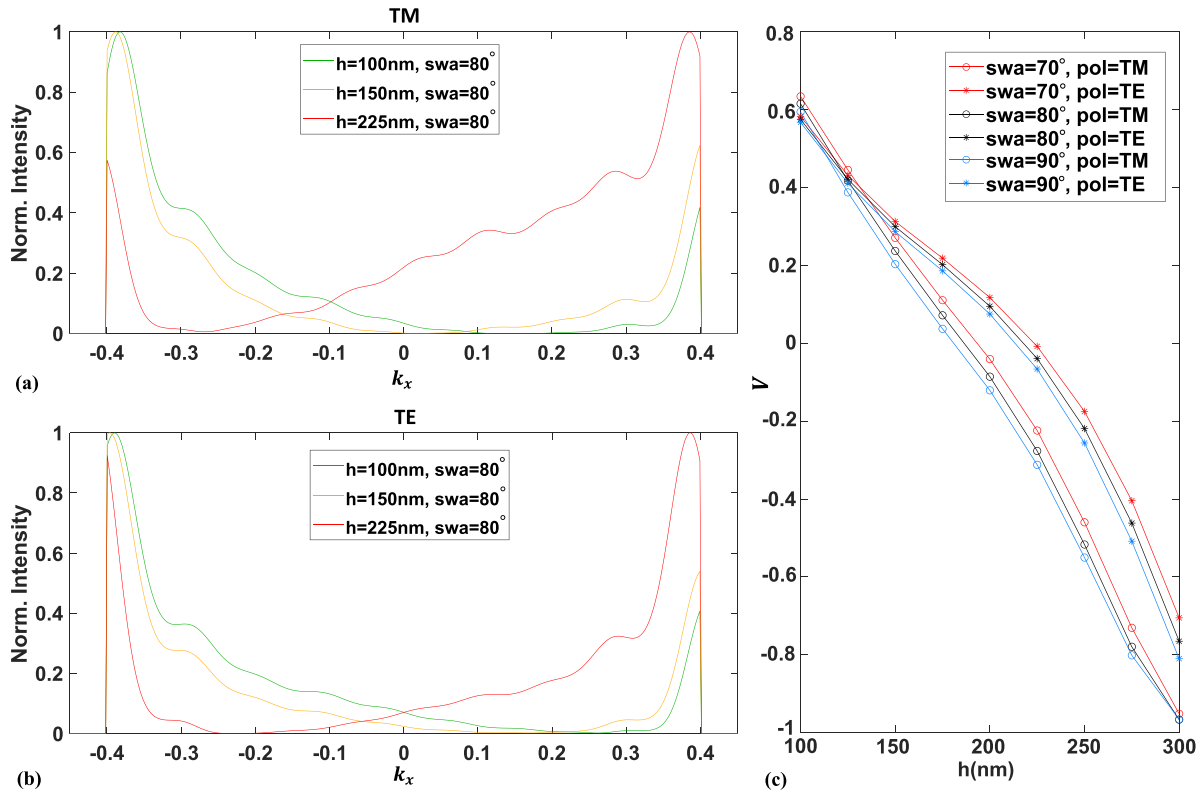 TM
1
0.8
0.6
0.4
0.2
0
Norm. Intensity
h=100nm, swa=80°
h=150nm, swa=80°
h=225nm, swa=80°
-0.4 -0.3 -0.2 -0.1 0 0.1 0.2 0.3 0.4
kₓ
(a)
TE
1
0.8
0.6
0.4
0.2
0
Norm. Intensity
h=100nm, swa=80°
h=150nm, swa=80°
h=225nm, swa=80°
-0.4 -0.3 -0.2 -0.1 0 0.1 0.2 0.3 0.4
kₓ
(b)
0.8
0.6
0.4
0.2
0
-0.2
-0.4
-0.6
-0.8
-1
V
swa=70°, pol=TM
swa=70°, pol=TE
swa=80°, pol=TM
swa=80°, pol=TE
swa=90°, pol=TM
swa=90°, pol=TE
100 150 200 250 300
h(nm)
(c)